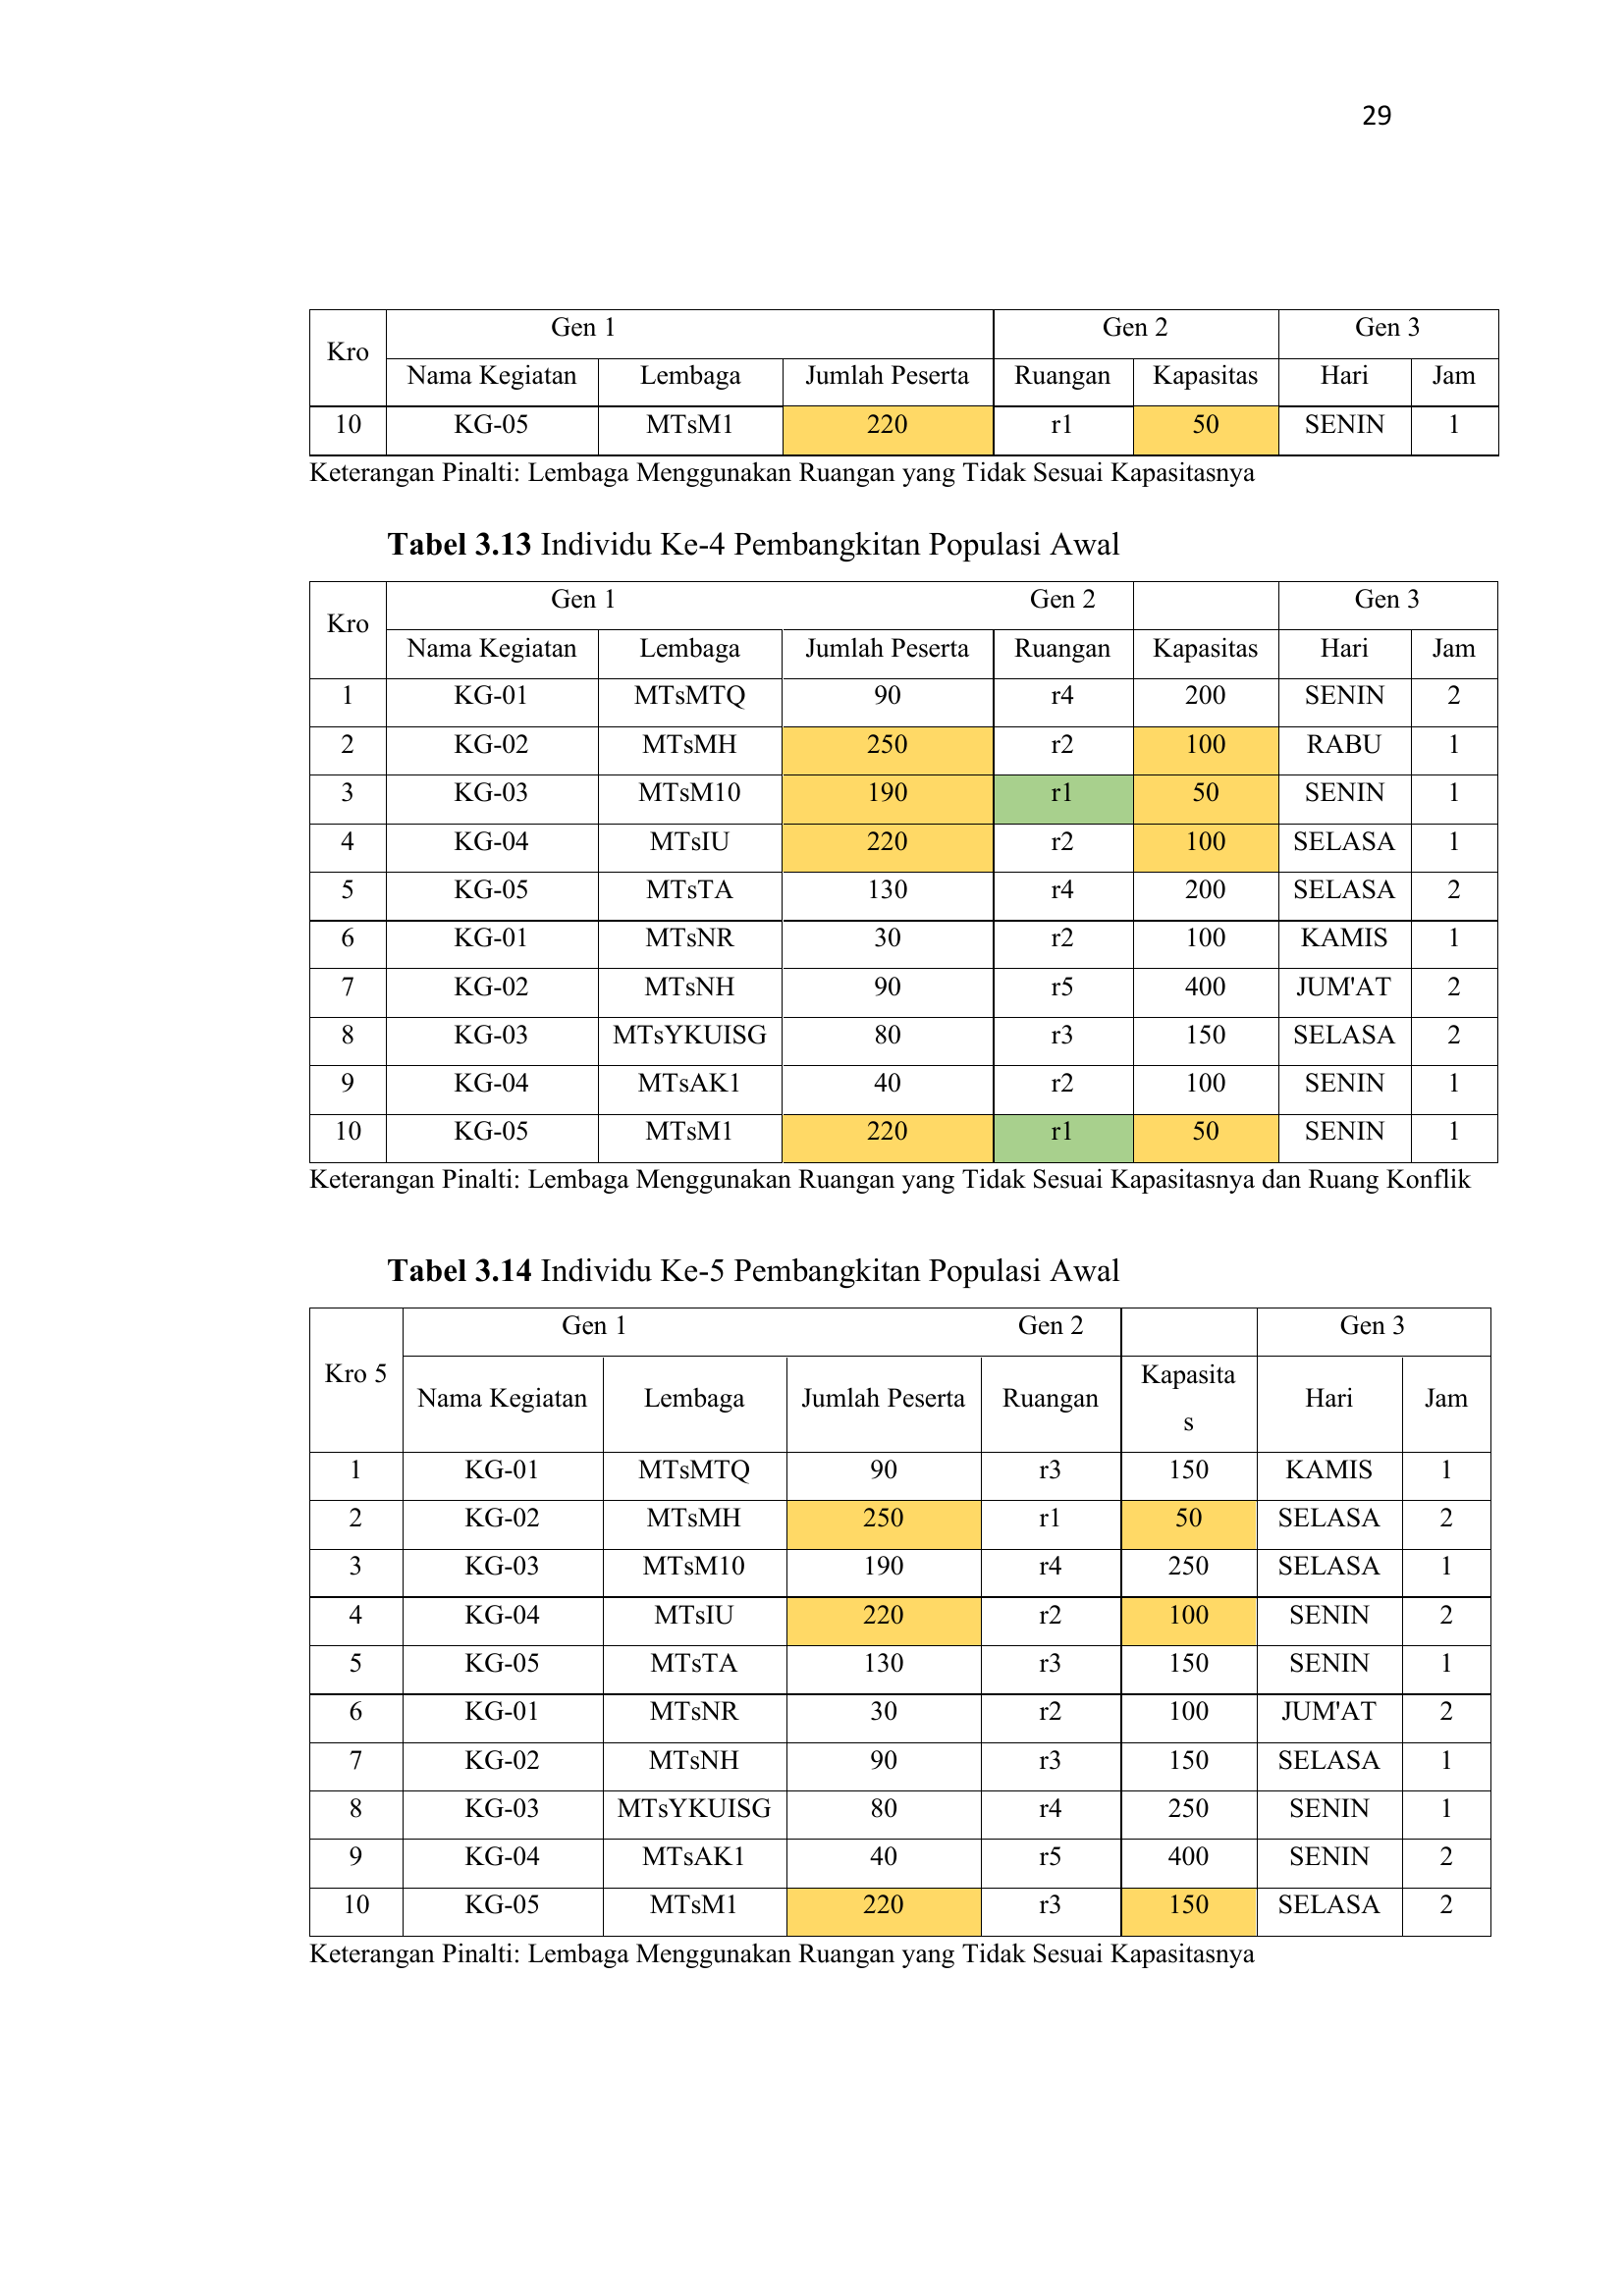 29
Gen 1 Gen 2 Gen 3
Kro
Nama Kegiatan Lembaga Jumlah Peserta Ruangan Kapasitas Hari Jam
10 KG-05 MTsM1 220 r1 50 SENIN 1
Keterangan Pinalti: Lembaga Menggunakan Ruangan yang Tidak Sesuai Kapasitasnya
Tabel 3.13 Individu Ke-4 Pembangkitan Populasi Awal
Gen 1 Gen 2 Gen 3
Kro
Nama Kegiatan Lembaga Jumlah Peserta Ruangan Kapasitas Hari Jam
1 KG-01 MTsMTQ 90 r4 200 SENIN 2
2 KG-02 MTsMH 250 r2 100 RABU 1
3 KG-03 MTsM10 190 r1 50 SENIN 1
4 KG-04 MTsIU 220 r2 100 SELASA 1
5 KG-05 MTsTA 130 r4 200 SELASA 2
6 KG-01 MTsNR 30 r2 100 KAMIS 1
7 KG-02 MTsNH 90 r5 400 JUM'AT 2
8 KG-03 MTsYKUISG 80 r3 150 SELASA 2
9 KG-04 MTsAK1 40 r2 100 SENIN 1
10 KG-05 MTsM1 220 r1 50 SENIN 1
Keterangan Pinalti: Lembaga Menggunakan Ruangan yang Tidak Sesuai Kapasitasnya dan Ruang Konflik
Tabel 3.14 Individu Ke-5 Pembangkitan Populasi Awal
Gen 1 Gen 2 Gen 3
Kro 5
Nama Kegiatan Lembaga Jumlah Peserta Ruangan Kapasita
s Hari Jam
1 KG-01 MTsMTQ 90 r3 150 KAMIS 1
2 KG-02 MTsMH 250 r1 50 SELASA 2
3 KG-03 MTsM10 190 r4 250 SELASA 1
4 KG-04 MTsIU 220 r2 100 SENIN 2
5 KG-05 MTsTA 130 r3 150 SENIN 1
6 KG-01 MTsNR 30 r2 100 JUM'AT 2
7 KG-02 MTsNH 90 r3 150 SELASA 1
8 KG-03 MTsYKUISG 80 r4 250 SENIN 1
9 KG-04 MTsAK1 40 r5 400 SENIN 2
10 KG-05 MTsM1 220 r3 150 SELASA 2
Keterangan Pinalti: Lembaga Menggunakan Ruangan yang Tidak Sesuai Kapasitasnya